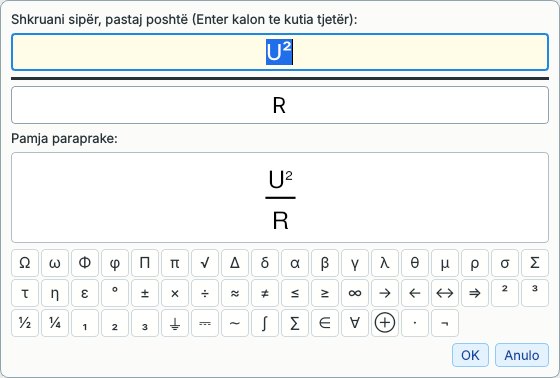 Shkruani sipër, pastaj poshtë (Enter kalon te kutia tjetër):
U²
R
Pamja paraprake:
U²
R
Ω ω Φ φ Π π √ Δ δ α β γ λ θ μ ρ σ Σ
τ η ε ° ± × ÷ ≈ ≠ ≤ ≥ ∞ → ← ↔ ⇒ ² ³
½ ¼ ₁ ₂ ₃ ⏚ ⎓ ∼ ∫ ∑ ∈ ∀ ⊕ · ¬
OK Anulo